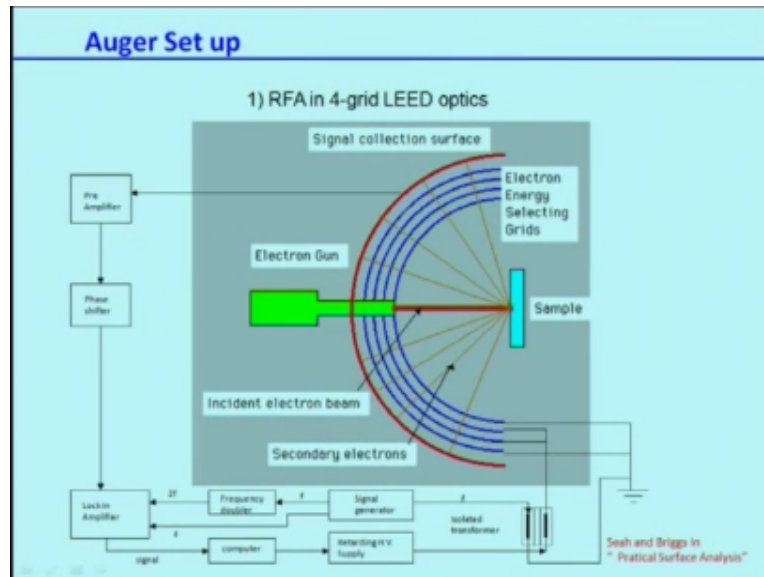 Auger Set up
1) RFA in 4-grid LEED optics
Signal collection surface
Electron
Energy
Selecting
Grids
Pre
Amplifier
Electron Gun
Phase
shifter
Sample
Incident electron beam
Secondary electrons
Lockin
Amplifier
2f
Frequency
doubler
f
Signal
generator
f
Isolated
transformer
f
signal
computer
Retarding H.V.
Supply
Seah and Briggs in
" Pratical Surface Analysis"